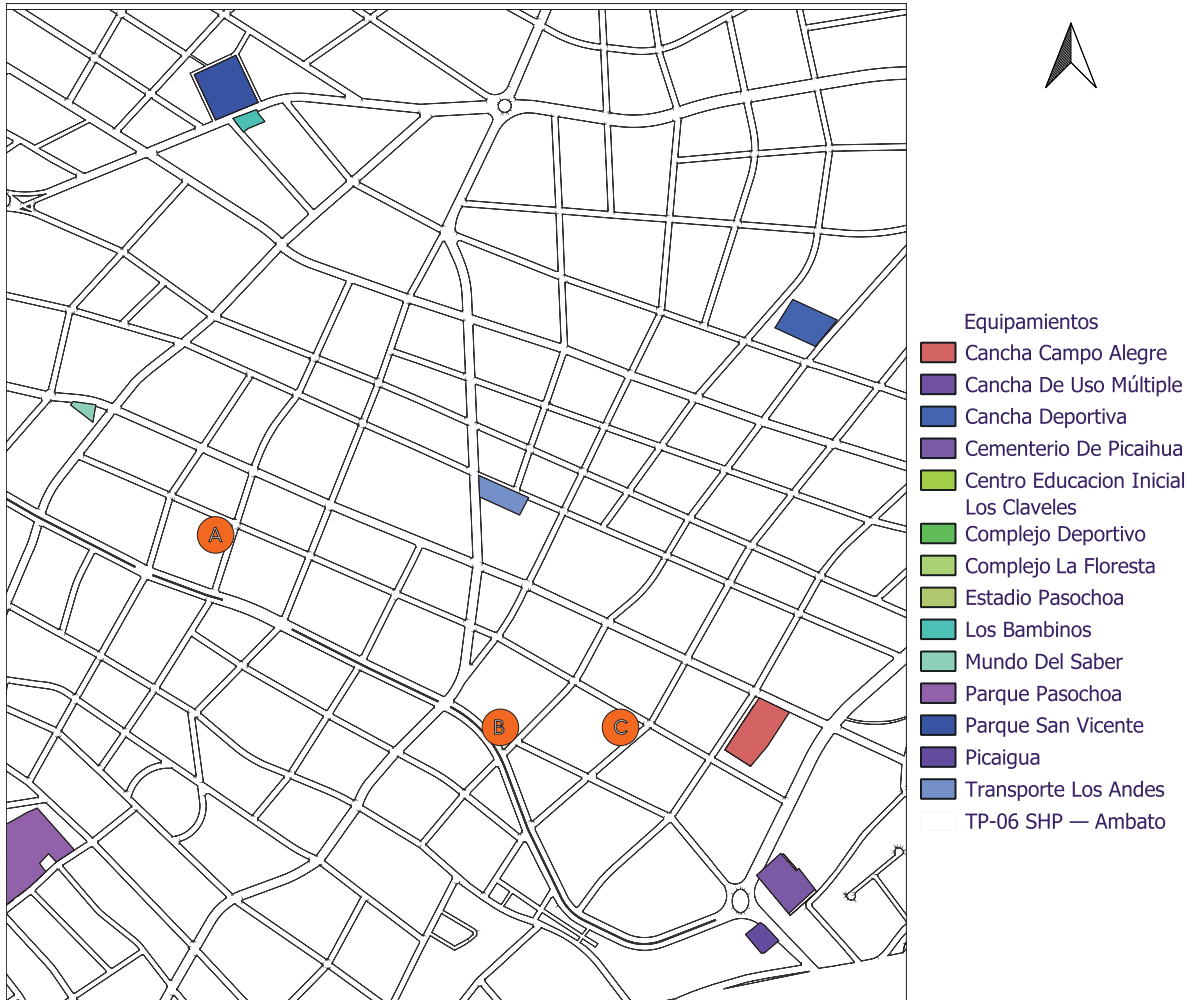 Equipamientos
Cancha Campo Alegre
Cancha De Uso Múltiple
Cancha Deportiva
Cementerio De Picaihua
Centro Educacion Inicial
Los Claveles
Complejo Deportivo
Complejo La Floresta
Estadio Pasochoa
Los Bambinos
Mundo Del Saber
Parque Pasochoa
Parque San Vicente
Picaigua
Transporte Los Andes
TP-06 SHP — Ambato
A
B
C